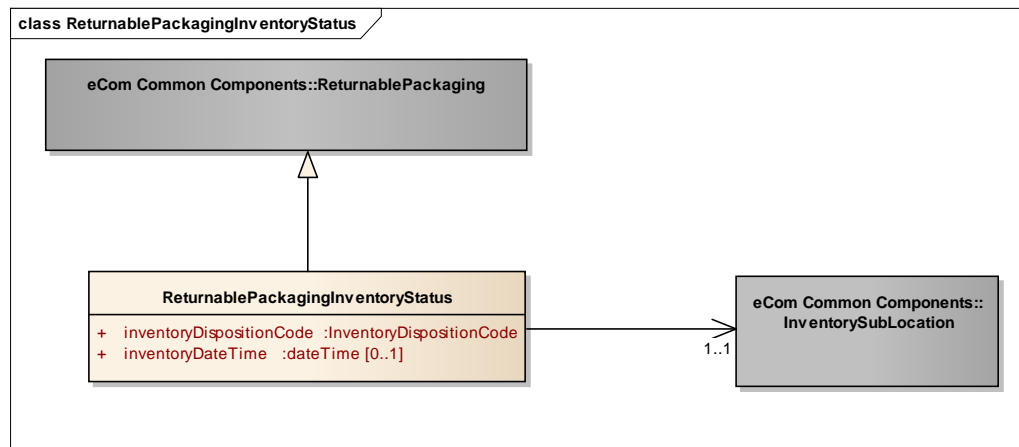 class ReturnablePackagingInventoryStatus
eCom Common Components::ReturnablePackaging
ReturnablePackagingInventoryStatus
+ inventoryDispositionCode :InventoryDispositionCode
+ inventoryDateTime :dateTime [0..1]
eCom Common Components::
InventorySubLocation
1..1